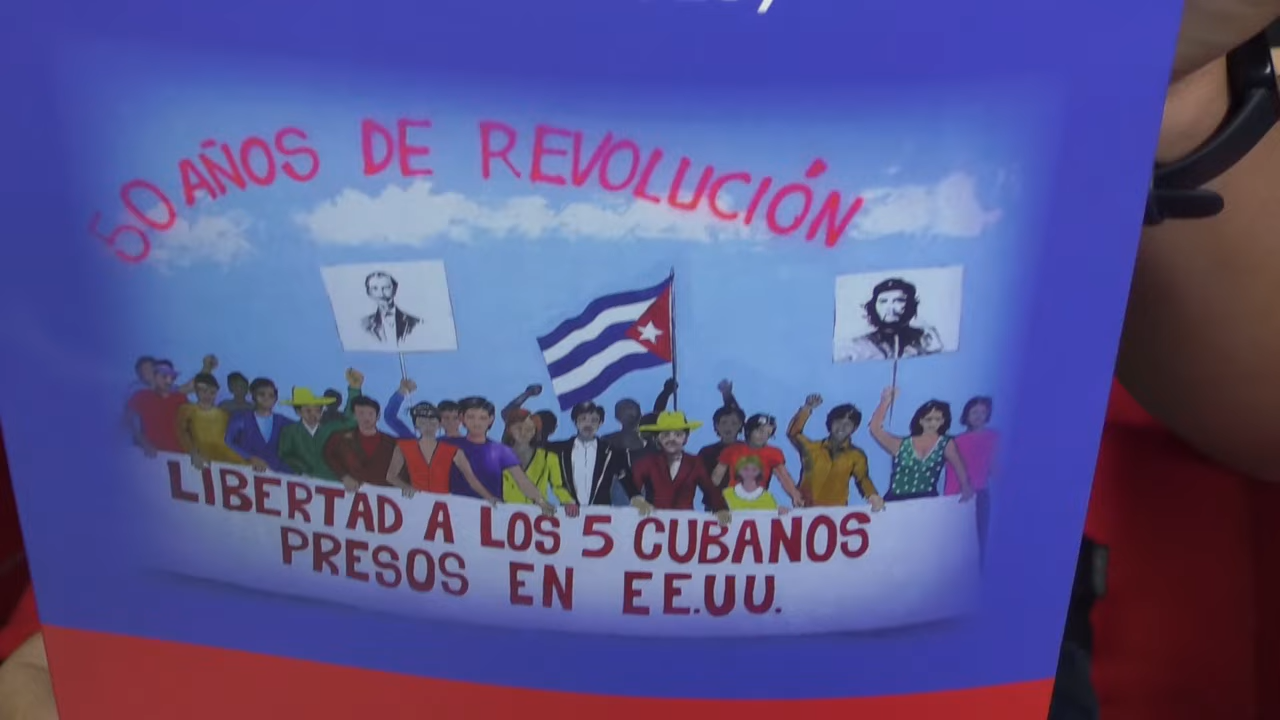 50 AÑOS DE REVOLUCIÓN
LIBERTAD A LOS 5 CUBANOS
PRESOS EN EE.UU.